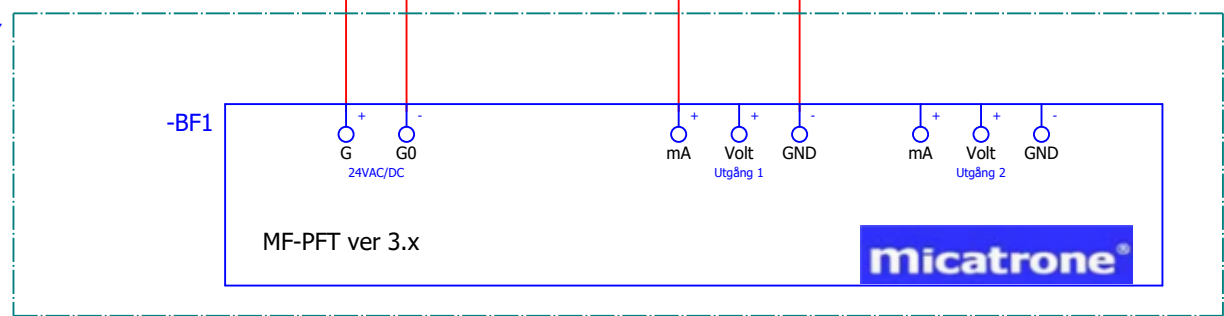 -BF1
+ - + + - + + -
G G0 mA Volt GND mA Volt GND
24VAC/DC Utgång 1 Utgång 2
MF-PFT ver 3.x
micatrone®